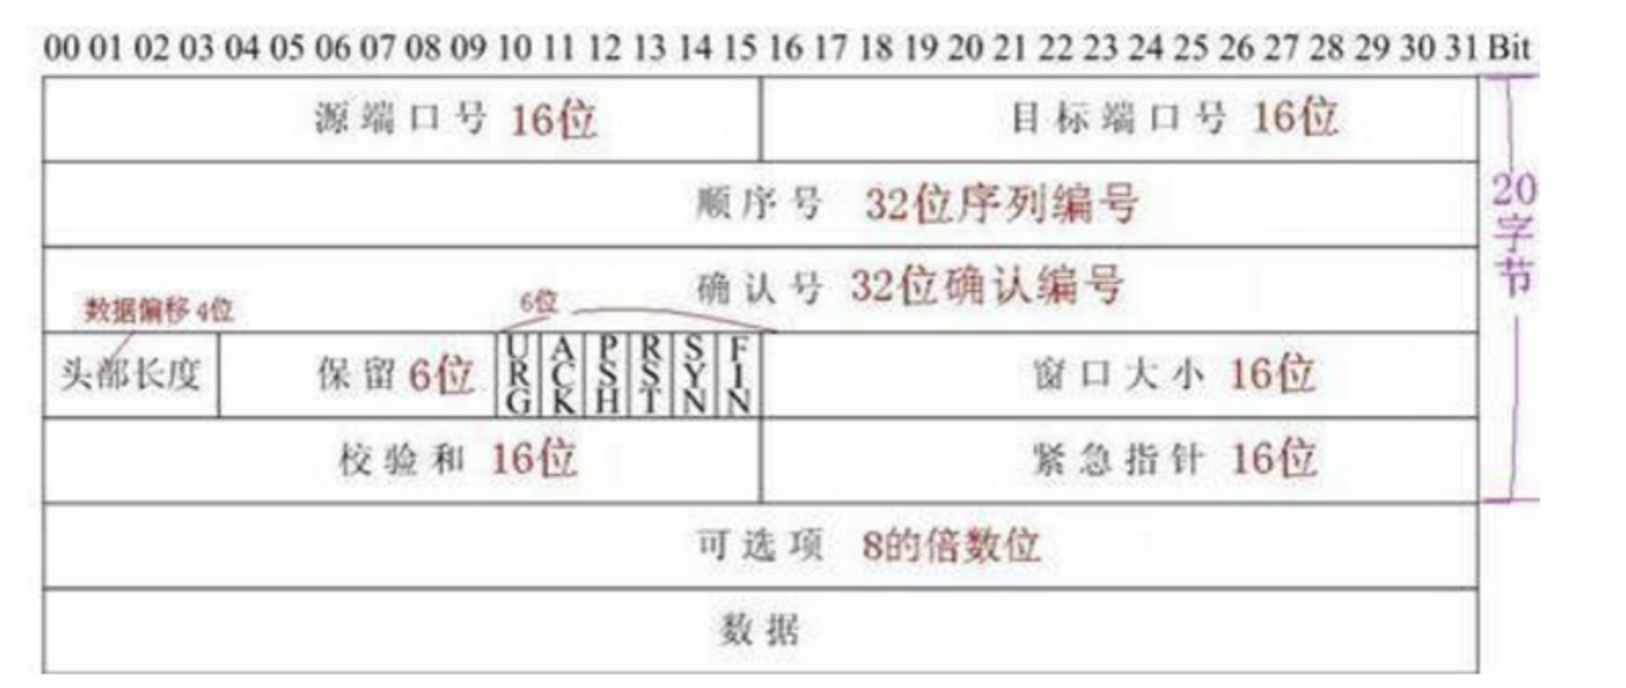 00 01 02 03 04 05 06 07 08 09 10 11 12 13 14 15 16 17 18 19 20 21 22 23 24 25 26 27 28 29 30 31 Bit
源端口号 16位 目标端口号 16位
顺序号 32位序列编号
确认号 32位确认编号
数据偏移 4位 6位
头部长度 保留 6位 URG ACK PSH RST SYN FIN 窗口大小 16位
校验和 16位 紧急指针 16位
可选项 8的倍数位
数据
20字节